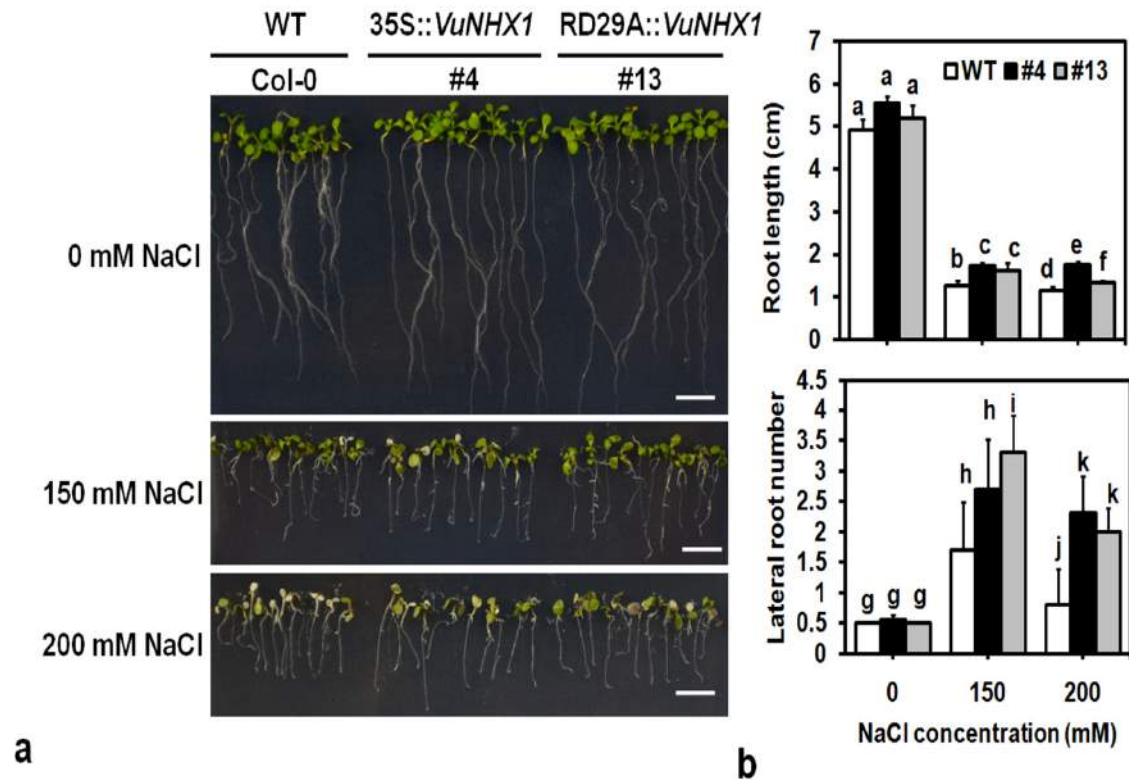 WT 35S::VuNHX1 RD29A::VuNHX1
Col-0 #4 #13
0 mM NaCl
150 mM NaCl
200 mM NaCl
a
WT #4 #13
Root length (cm)
7
6
5
4
3
2
1
0
a a a
b c c
d e f
Lateral root number
4.5
4
3.5
3
2.5
2
1.5
1
0.5
0
g g g
h h i
j k k
0 150 200
NaCl concentration (mM)
b